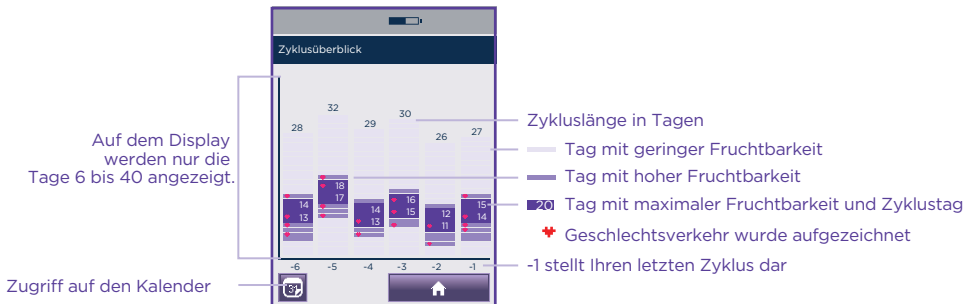 Zyklusüberblick
32
30
28
29
26
27
18
17
14
13
14
13
16
15
12
11
15
14
-6
-5
-4
-3
-2
-1
31
Auf dem Display
werden nur die
Tage 6 bis 40 angezeigt.
Zugriff auf den Kalender
Zykluslänge in Tagen
Tag mit geringer Fruchtbarkeit
Tag mit hoher Fruchtbarkeit
20 Tag mit maximaler Fruchtbarkeit und Zyklustag
Geschlechtsverkehr wurde aufgezeichnet
-1 stellt Ihren letzten Zyklus dar